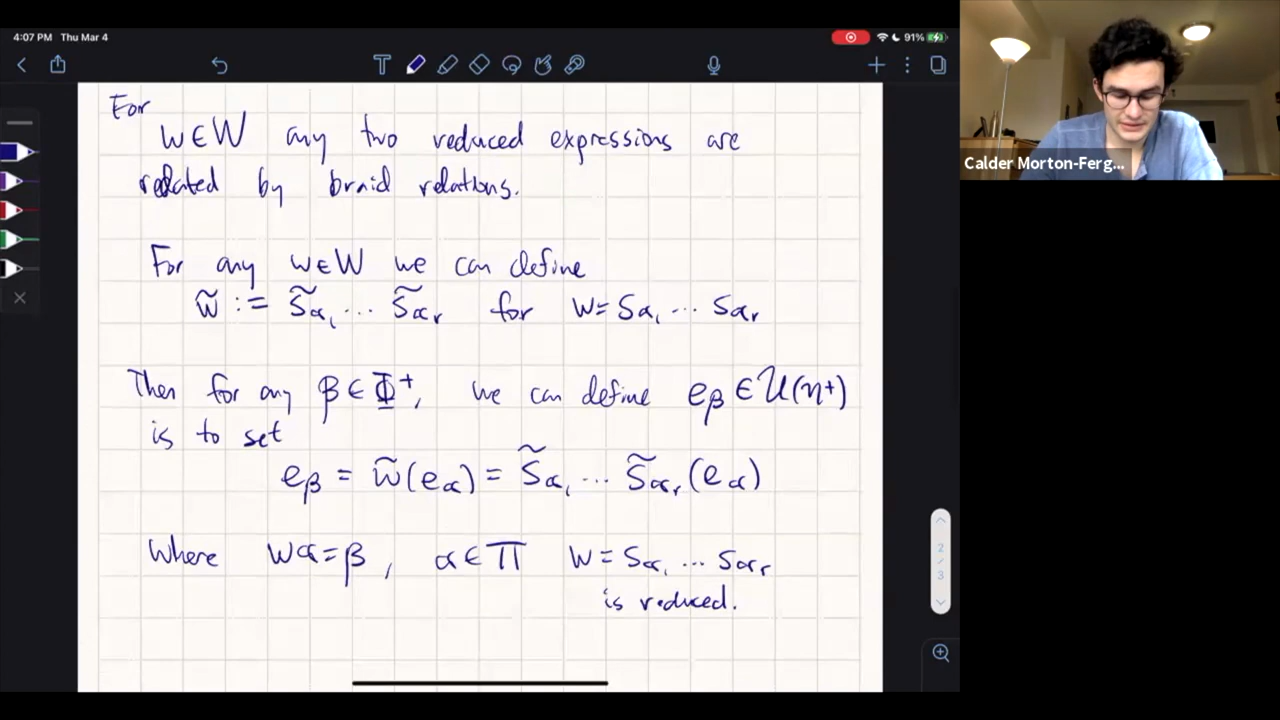 4:07 PM Thu Mar 4
91%
For
w∈W any two reduced expressions are
related by braid relations.
For any w∈W we can define
w̃ := s̃α₁ ... s̃αr for w = sα₁ ... sαr
Then for any β∈Φ⁺, we can define eβ ∈ U(n⁺)
is to set
eβ = w̃(eα) = s̃α₁ ... s̃αr(eα)
Where wα=β, α∈Π w = sα₁ ... sαr
is reduced.
Calder Morton-Ferg...
2
/
3